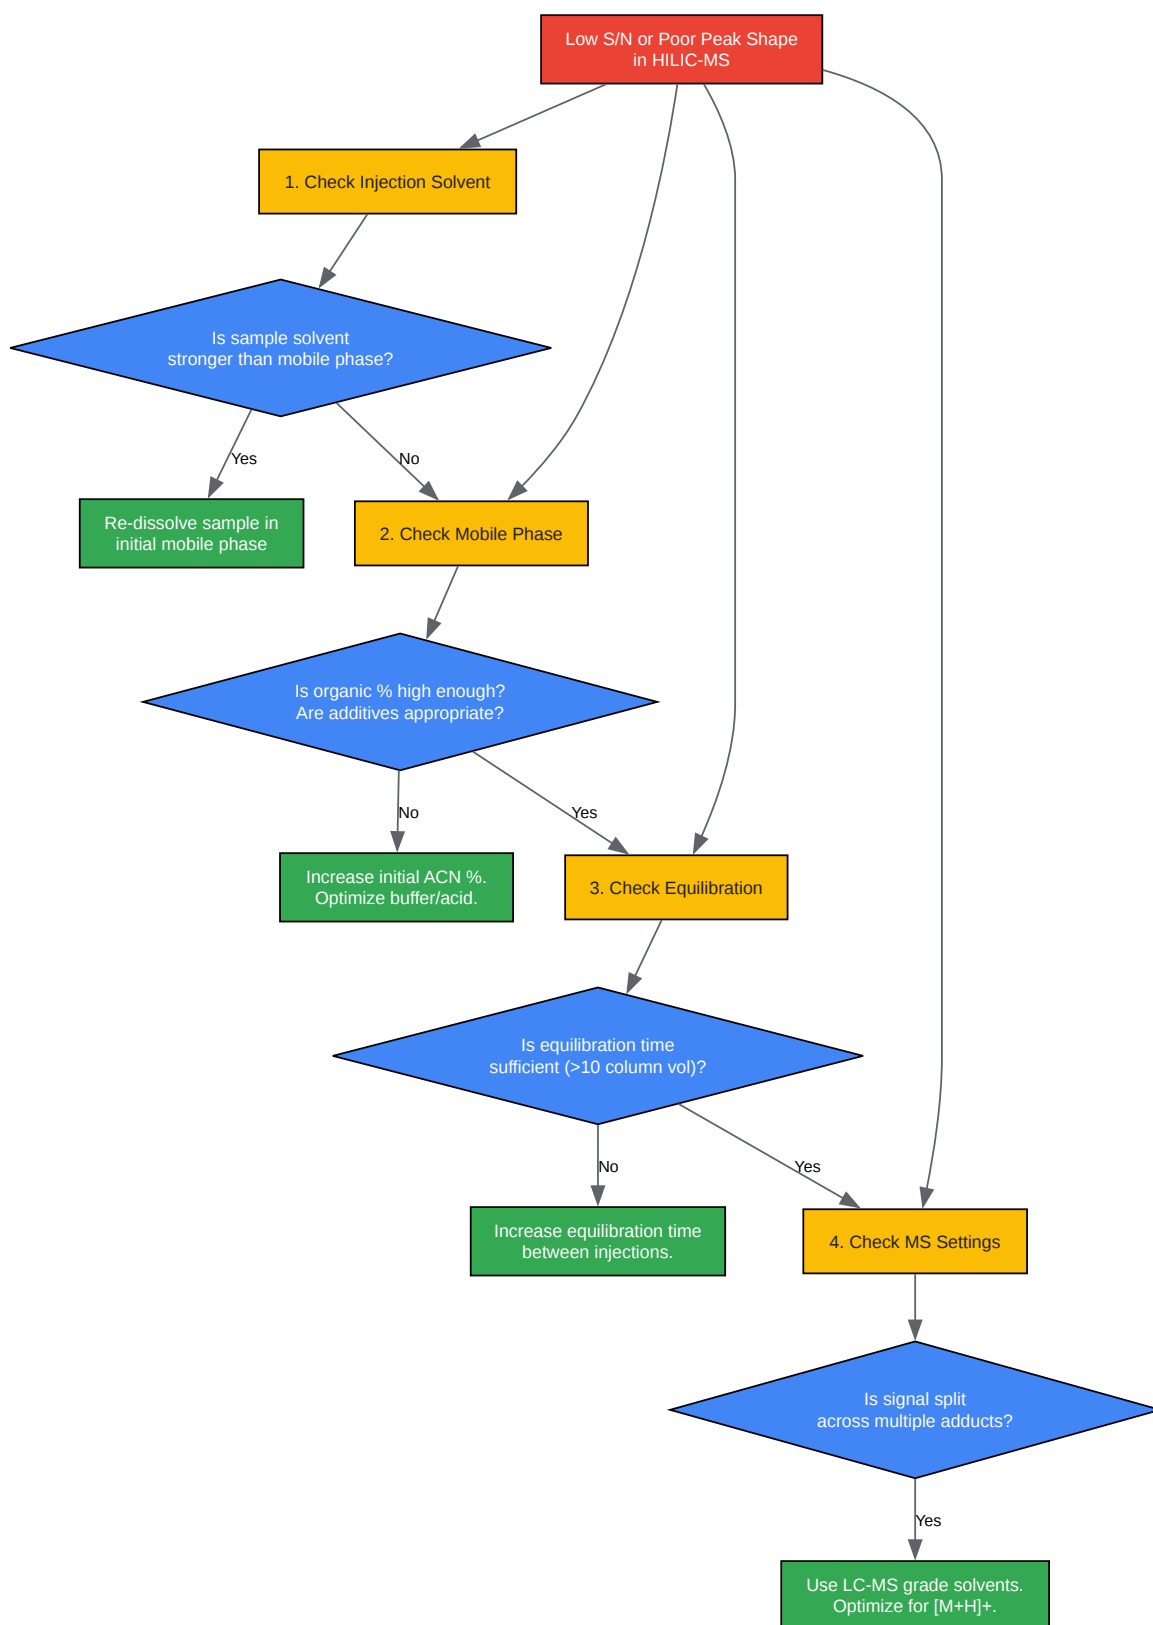 Low S/N or Poor Peak Shape
in HILIC-MS
1. Check Injection Solvent
Is sample solvent
stronger than mobile phase?
Yes
No
Re-dissolve sample in
initial mobile phase
2. Check Mobile Phase
Is organic % high enough?
Are additives appropriate?
No
Yes
Increase initial ACN %.
Optimize buffer/acid.
3. Check Equilibration
Is equilibration time
sufficient (>10 column vol)?
No
Yes
Increase equilibration time
between injections.
4. Check MS Settings
Is signal split
across multiple adducts?
Yes
Use LC-MS grade solvents.
Optimize for [M+H]+.